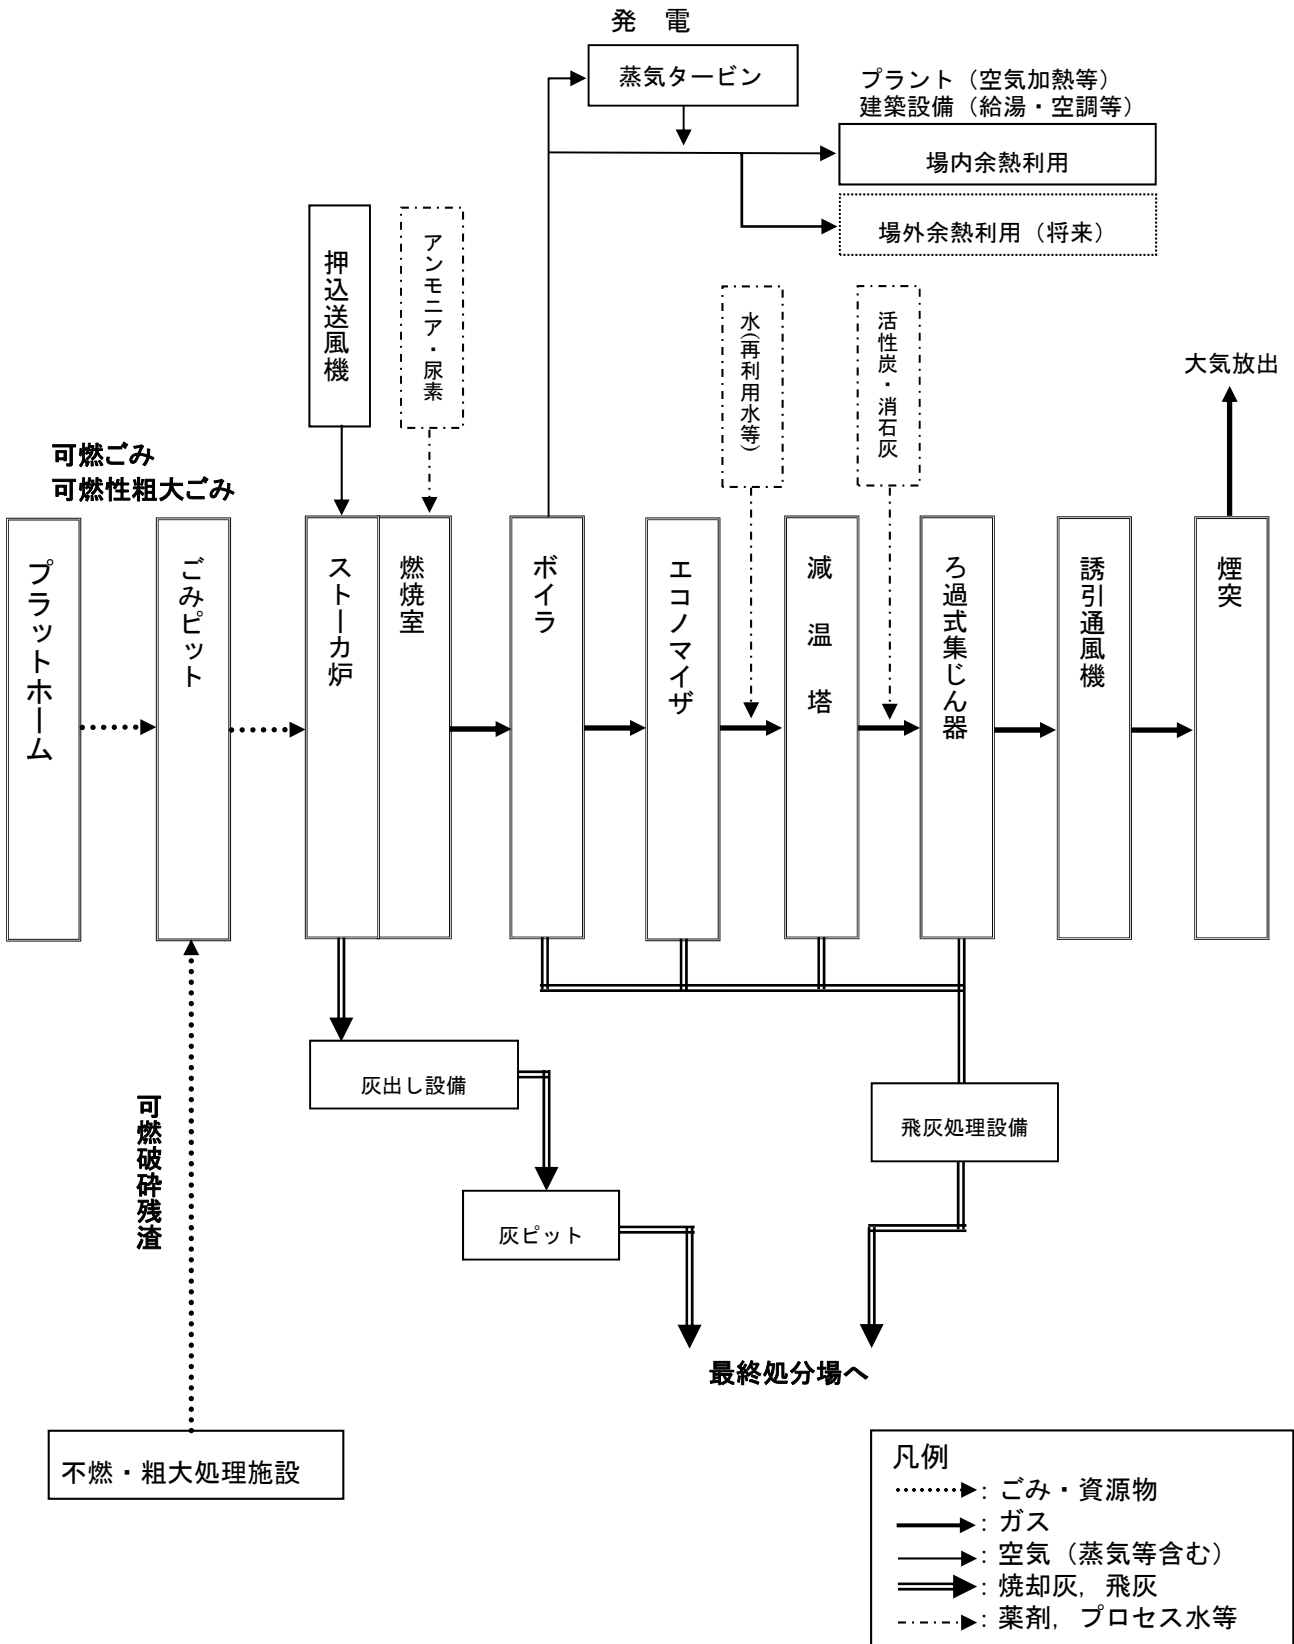 発　電
蒸気タービン
プラント（空気加熱等）
建築設備（給湯・空調等）
場内余熱利用
場外余熱利用（将来）
押込送風機
アンモニア・尿素
水(再利用水等)
活性炭・消石灰
大気放出
可燃ごみ
可燃性粗大ごみ
プラットホーム
ごみピット
ストーカ炉
燃焼室
ボイラ
エコノマイザ
減温塔
ろ過式集じん器
誘引通風機
煙突
灰出し設備
飛灰処理設備
可燃破砕残渣
灰ピット
最終処分場へ
不燃・粗大処理施設
凡例
：ごみ・資源物
：ガス
：空気（蒸気等含む）
：焼却灰，飛灰
：薬剤，プロセス水等